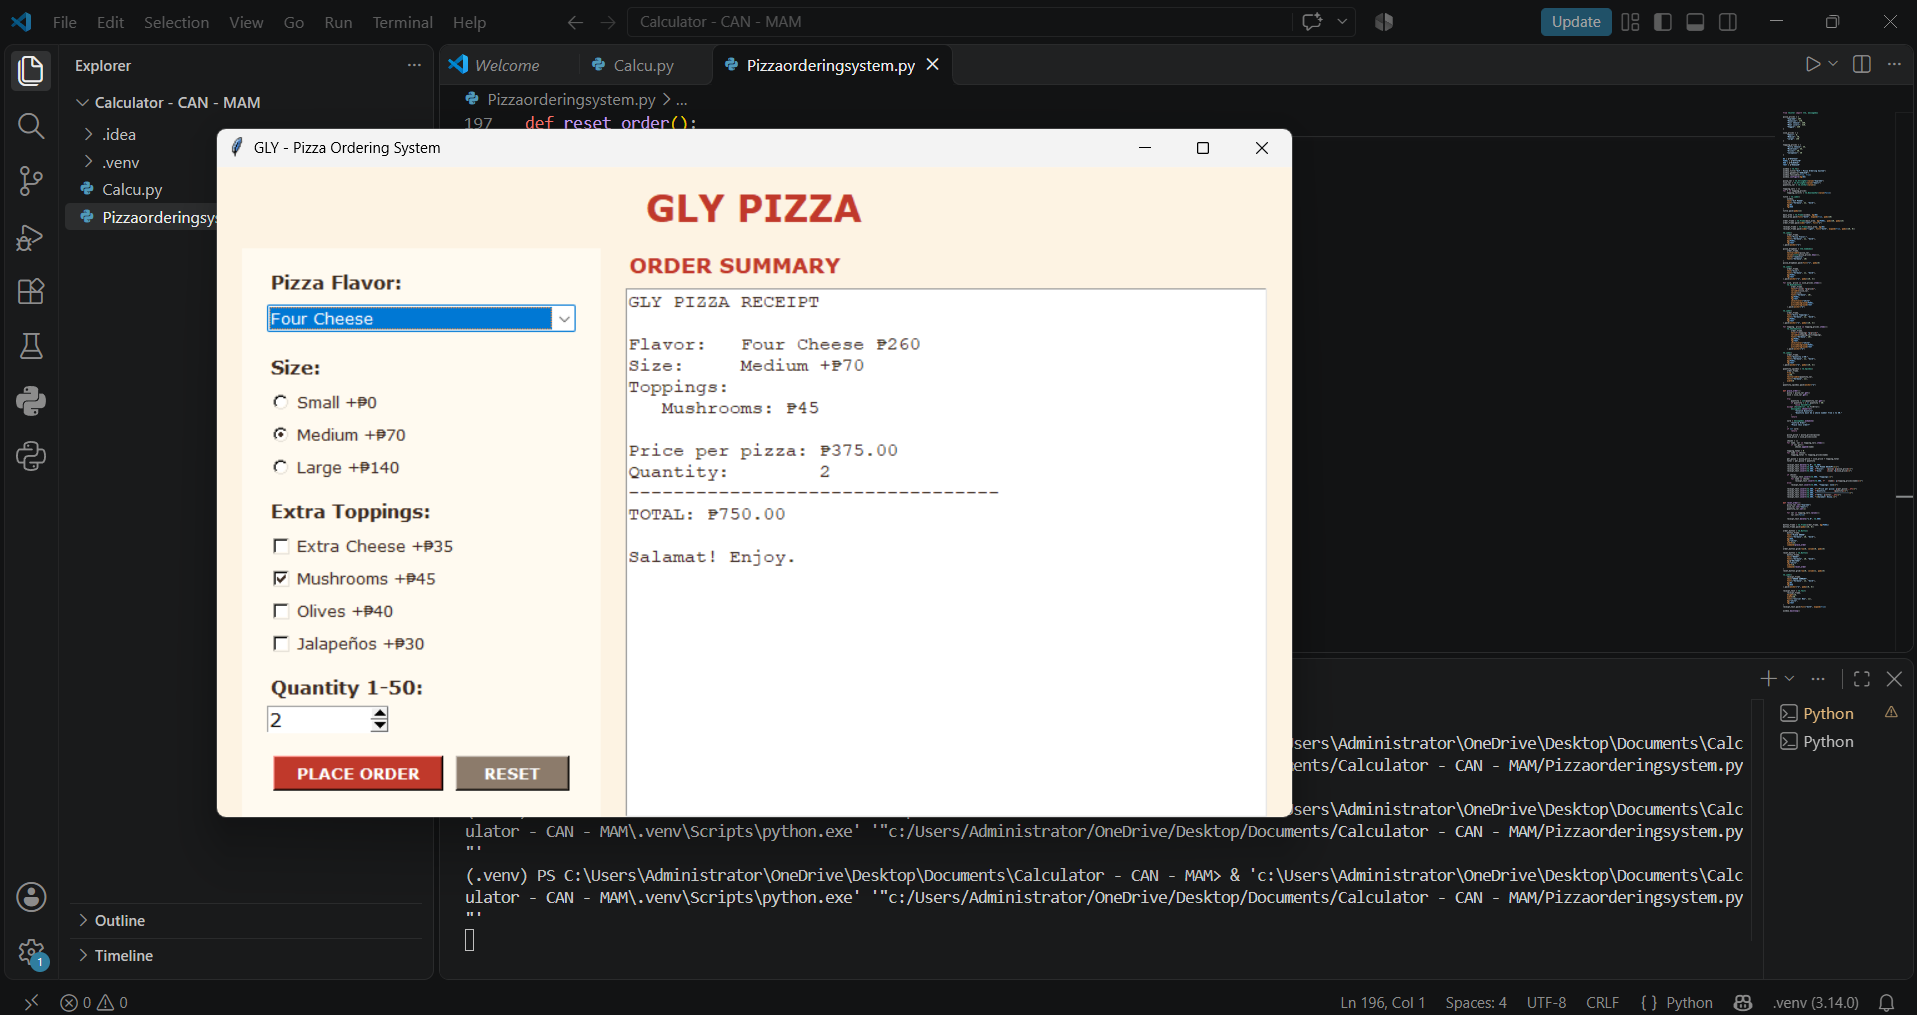 File Edit Selection View Go Run Terminal Help
Calculator - CAN - MAM
Update
Explorer
Calculator - CAN - MAM
.idea
.venv
Calcu.py
Pizzaorderingsys
Outline
Timeline
Welcome
Calcu.py
Pizzaorderingsystem.py
Pizzaorderingsystem.py > ...
197 def reset_order():
GLY - Pizza Ordering System
GLY PIZZA
Pizza Flavor:
Four Cheese
Size:
Small +₱0
Medium +₱70
Large +₱140
Extra Toppings:
Extra Cheese +₱35
Mushrooms +₱45
Olives +₱40
Jalapeños +₱30
Quantity 1-50:
2
PLACE ORDER
RESET
ORDER SUMMARY
GLY PIZZA RECEIPT
Flavor: Four Cheese ₱260
Size: Medium +₱70
Toppings:
Mushrooms: ₱45
Price per pizza: ₱375.00
Quantity: 2
---------------------------------
TOTAL: ₱750.00
Salamat! Enjoy.
sers\Administrator\OneDrive\Desktop\Documents\Calc
ents/Calculator - CAN - MAM/Pizzaorderingsystem.py
sers\Administrator\OneDrive\Desktop\Documents\Calc
ulator - CAN - MAM\.venv\Scripts\python.exe' '"c:/Users/Administrator/OneDrive/Desktop/Documents/Calculator - CAN - MAM/Pizzaorderingsystem.py
"'
(.venv) PS C:\Users\Administrator\OneDrive\Desktop\Documents\Calculator - CAN - MAM> & 'c:\Users\Administrator\OneDrive\Desktop\Documents\Calc
ulator - CAN - MAM\.venv\Scripts\python.exe' '"c:/Users/Administrator/OneDrive/Desktop/Documents/Calculator - CAN - MAM/Pizzaorderingsystem.py
"'
Python
Python
1
0 0
Ln 196, Col 1 Spaces: 4 UTF-8 CRLF { } Python .venv (3.14.0)